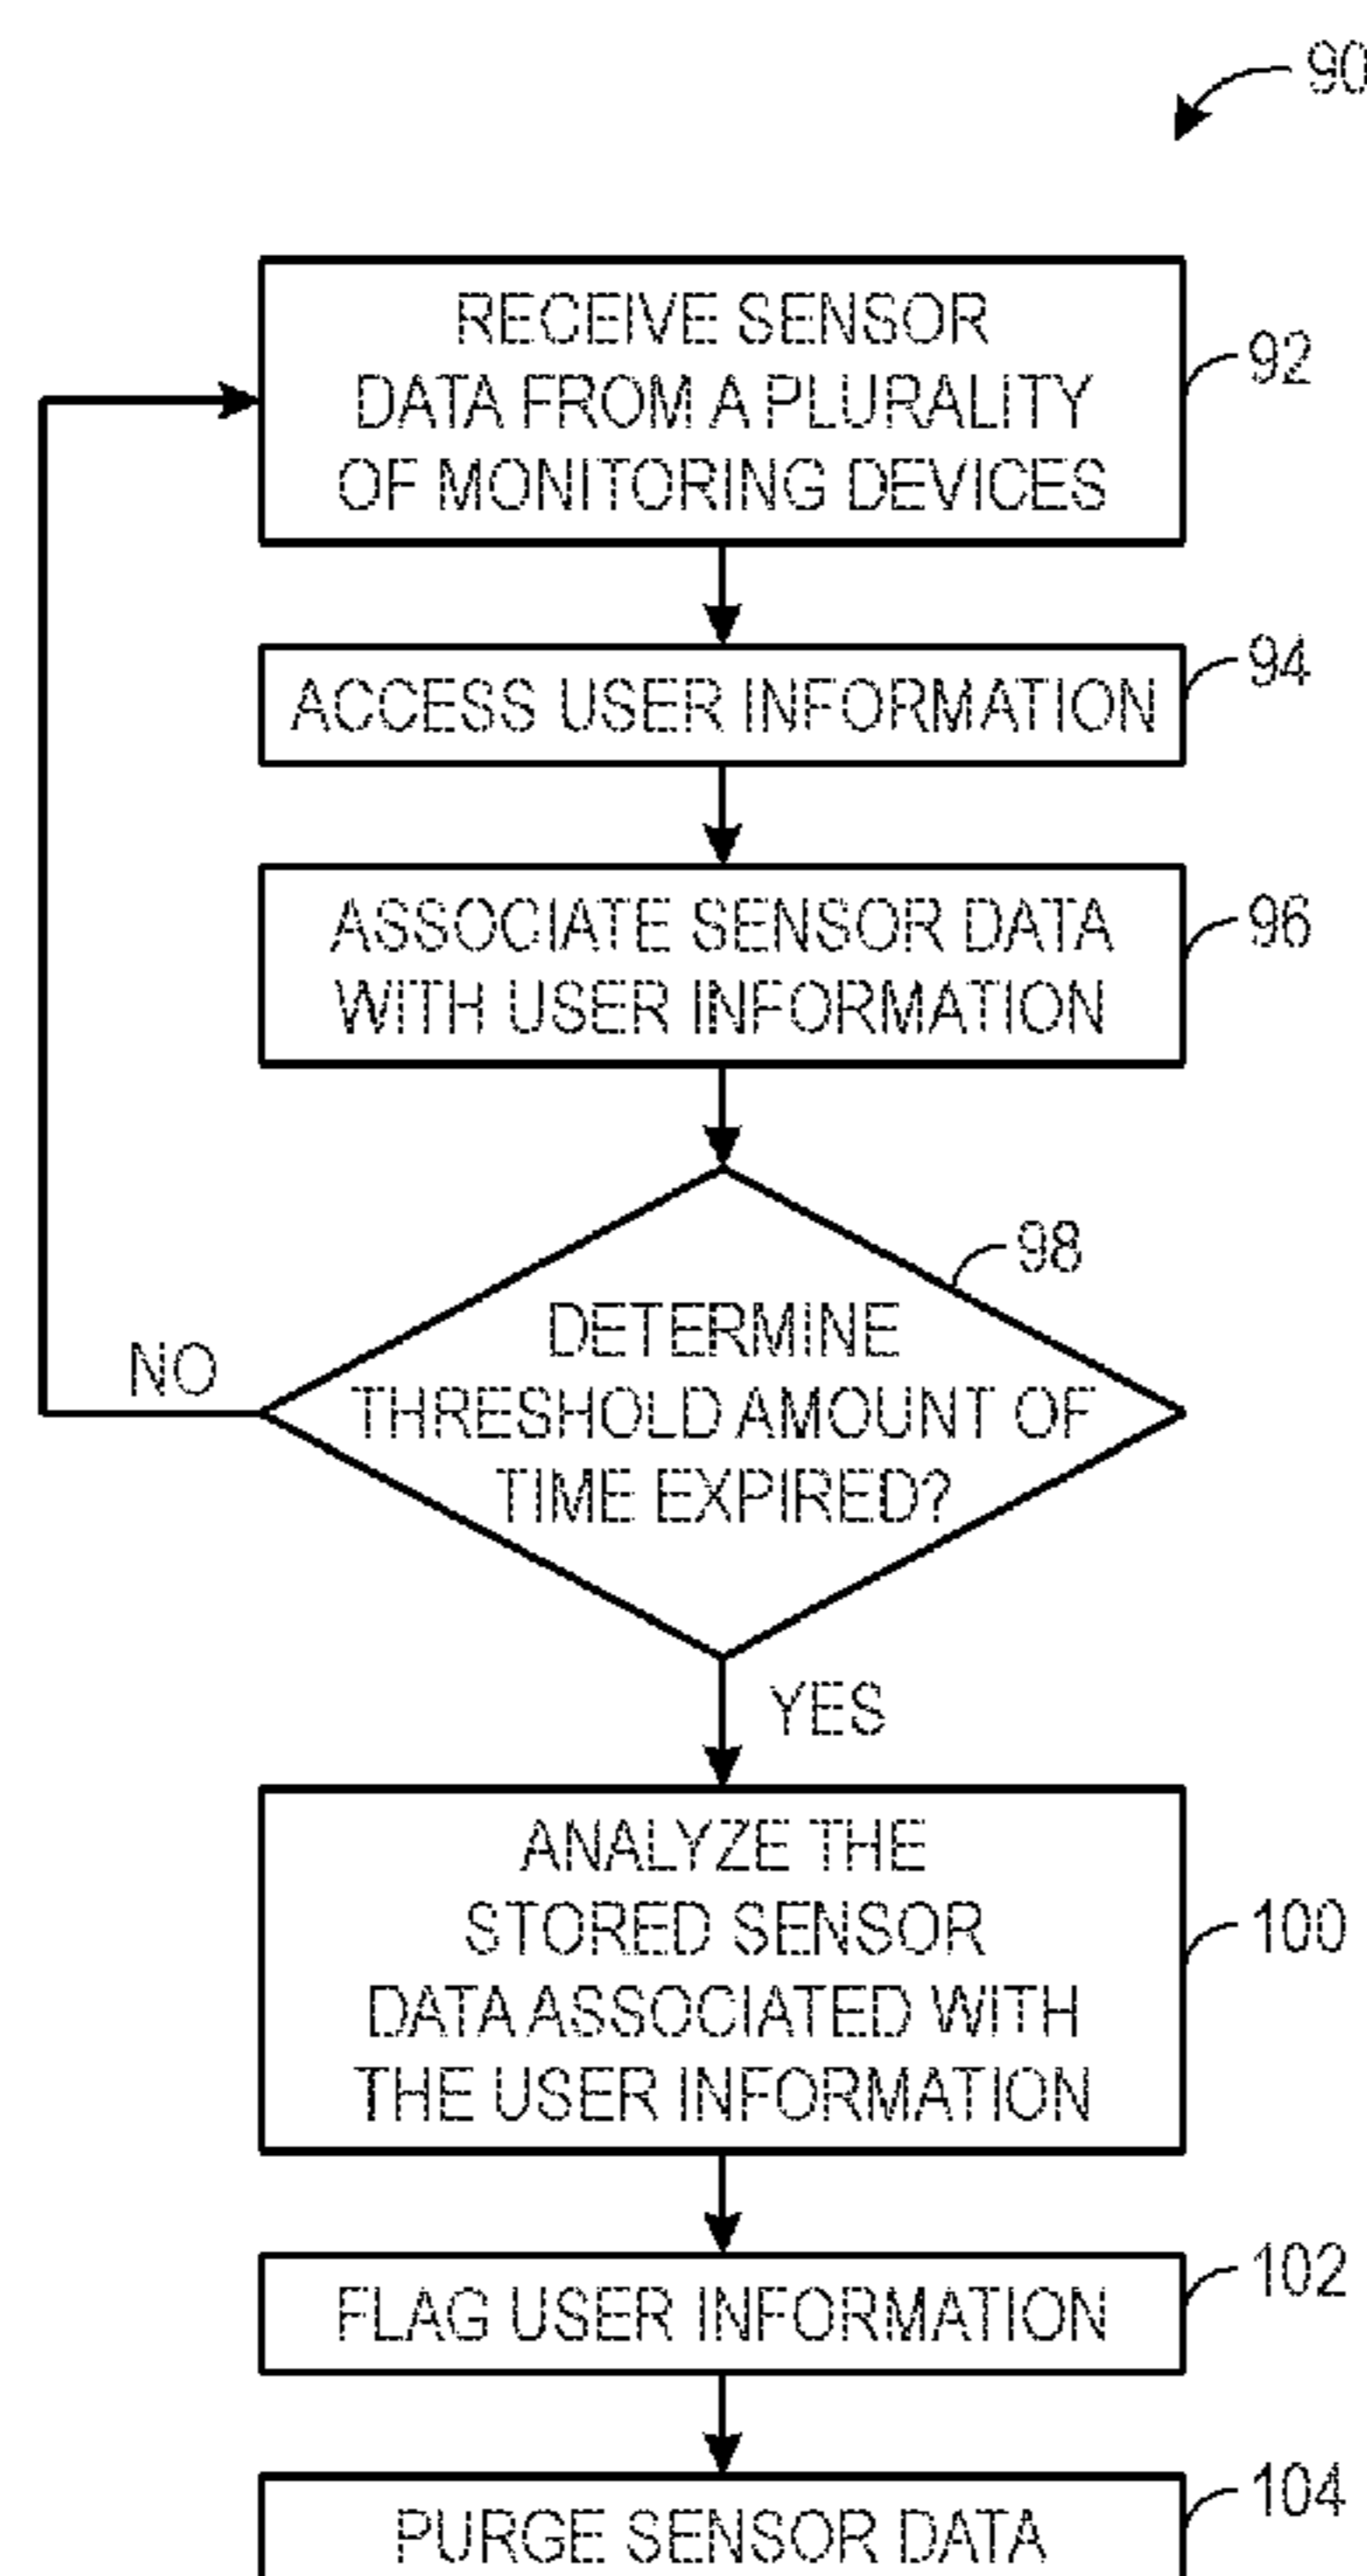 90
RECEIVE SENSOR
DATA FROM A PLURALITY
OF MONITORING DEVICES
92
ACCESS USER INFORMATION
94
ASSOCIATE SENSOR DATA
WITH USER INFORMATION
96
98
DETERMINE
THRESHOLD AMOUNT OF
TIME EXPIRED?
NO
YES
ANALYZE THE
STORED SENSOR
DATA ASSOCIATED WITH
THE USER INFORMATION
100
FLAG USER INFORMATION
102
PURGE SENSOR DATA
104